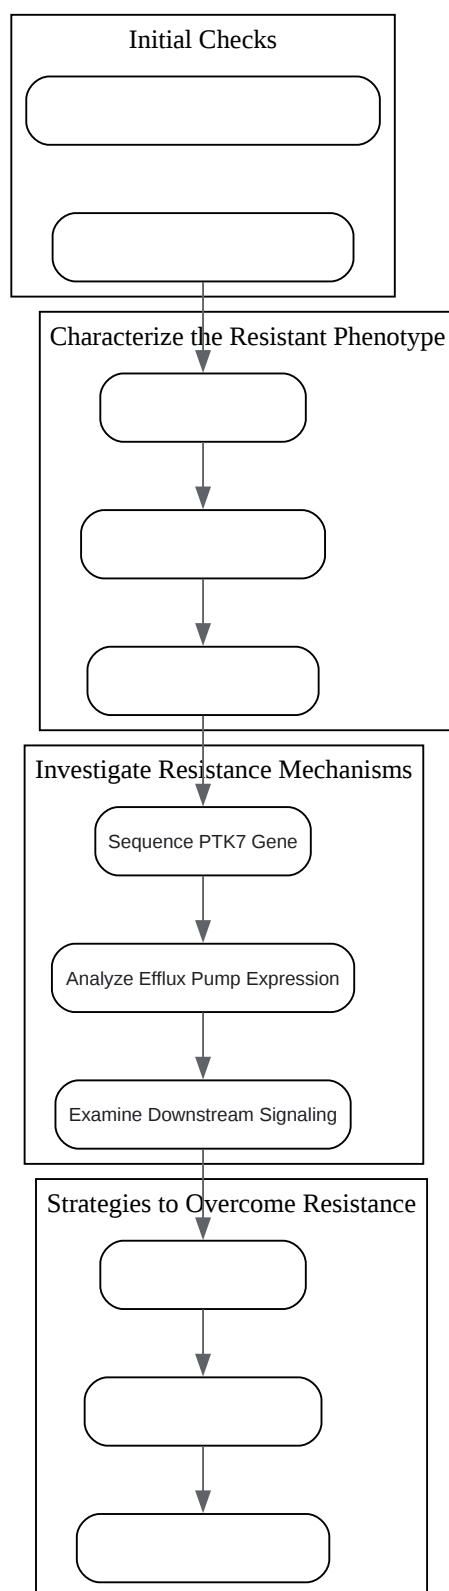 Initial Checks
Characterize the Resistant Phenotype
Investigate Resistance Mechanisms
Sequence PTK7 Gene
Analyze Efflux Pump Expression
Examine Downstream Signaling
Strategies to Overcome Resistance